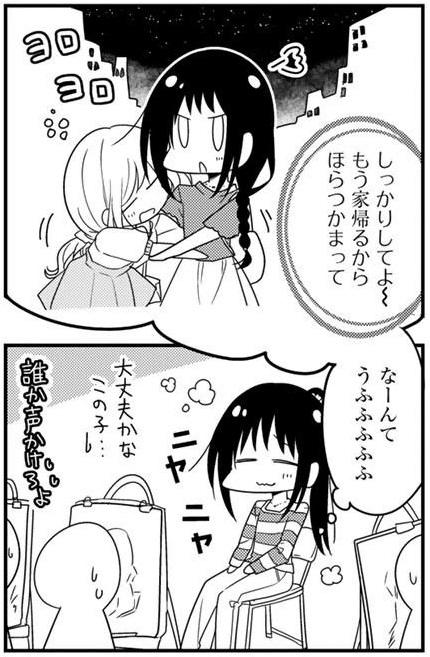 ヨロ
ヨロ
しっかりしてよ〜
もう家帰るから
ほらつかまって
なーんて
うふふふふふ
ニヤ
ニヤ
大丈夫かな
この子…
誰か声かけろよ